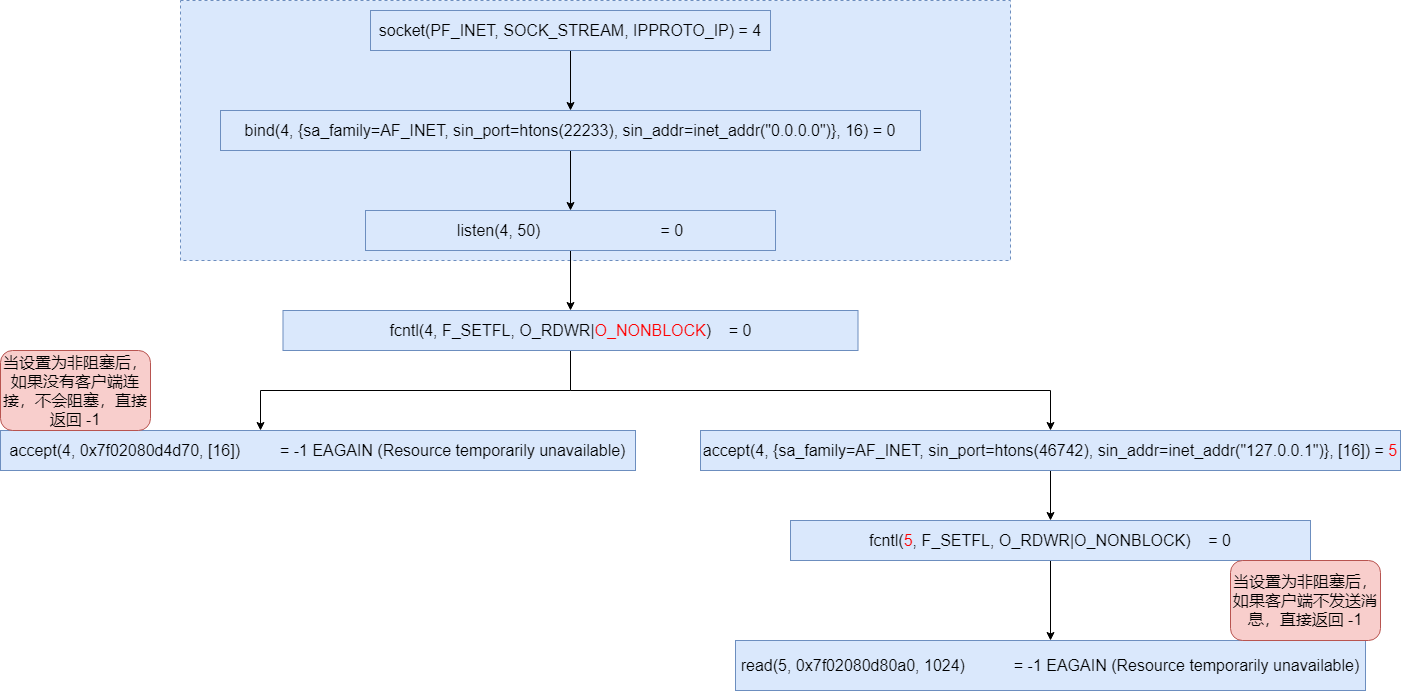 socket(PF_INET, SOCK_STREAM, IPPROTO_IP) = 4
bind(4, {sa_family=AF_INET, sin_port=htons(22233), sin_addr=inet_addr("0.0.0.0")}, 16) = 0
listen(4, 50) = 0
fcntl(4, F_SETFL, O_RDWR|O_NONBLOCK) = 0
当设置为非阻塞后，
如果没有客户端连
接，不会阻塞，直接
返回 -1
accept(4, 0x7f02080d4d70, [16]) = -1 EAGAIN (Resource temporarily unavailable)
accept(4, {sa_family=AF_INET, sin_port=htons(46742), sin_addr=inet_addr("127.0.0.1")}, [16]) = 5
fcntl(5, F_SETFL, O_RDWR|O_NONBLOCK) = 0
当设置为非阻塞后，
如果客户端不发送消
息，直接返回 -1
read(5, 0x7f02080d80a0, 1024) = -1 EAGAIN (Resource temporarily unavailable)